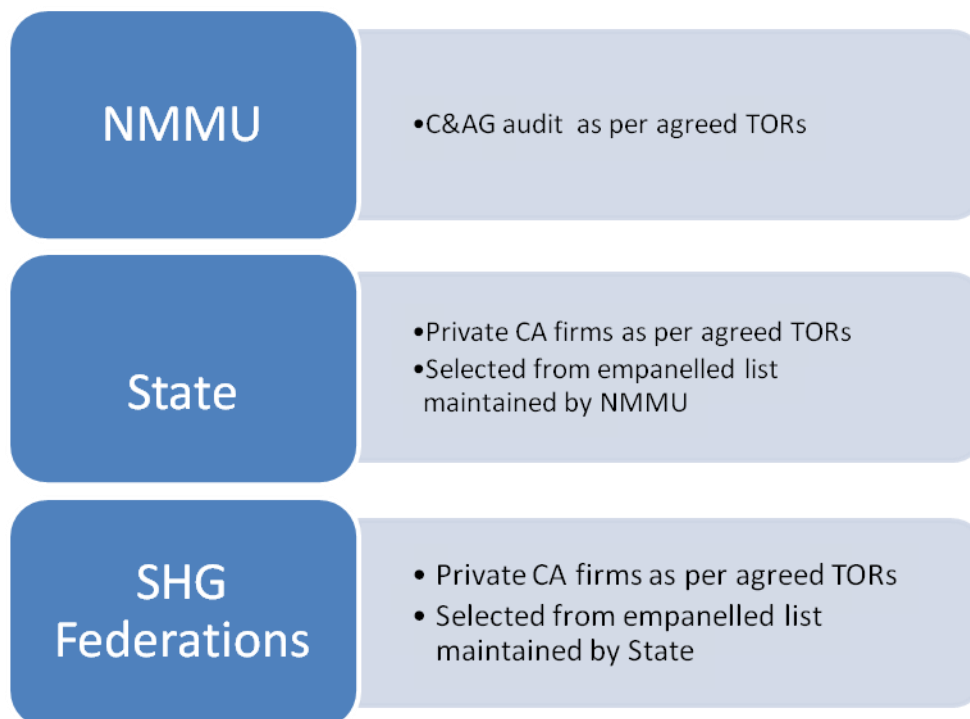 NMMU
•C&AG audit as per agreed TORs
State
•Private CA firms as per agreed TORs
•Selected from empanelled list
maintained by NMMU
SHG
Federations
• Private CA firms as per agreed TORs
• Selected from empanelled list
maintained by State